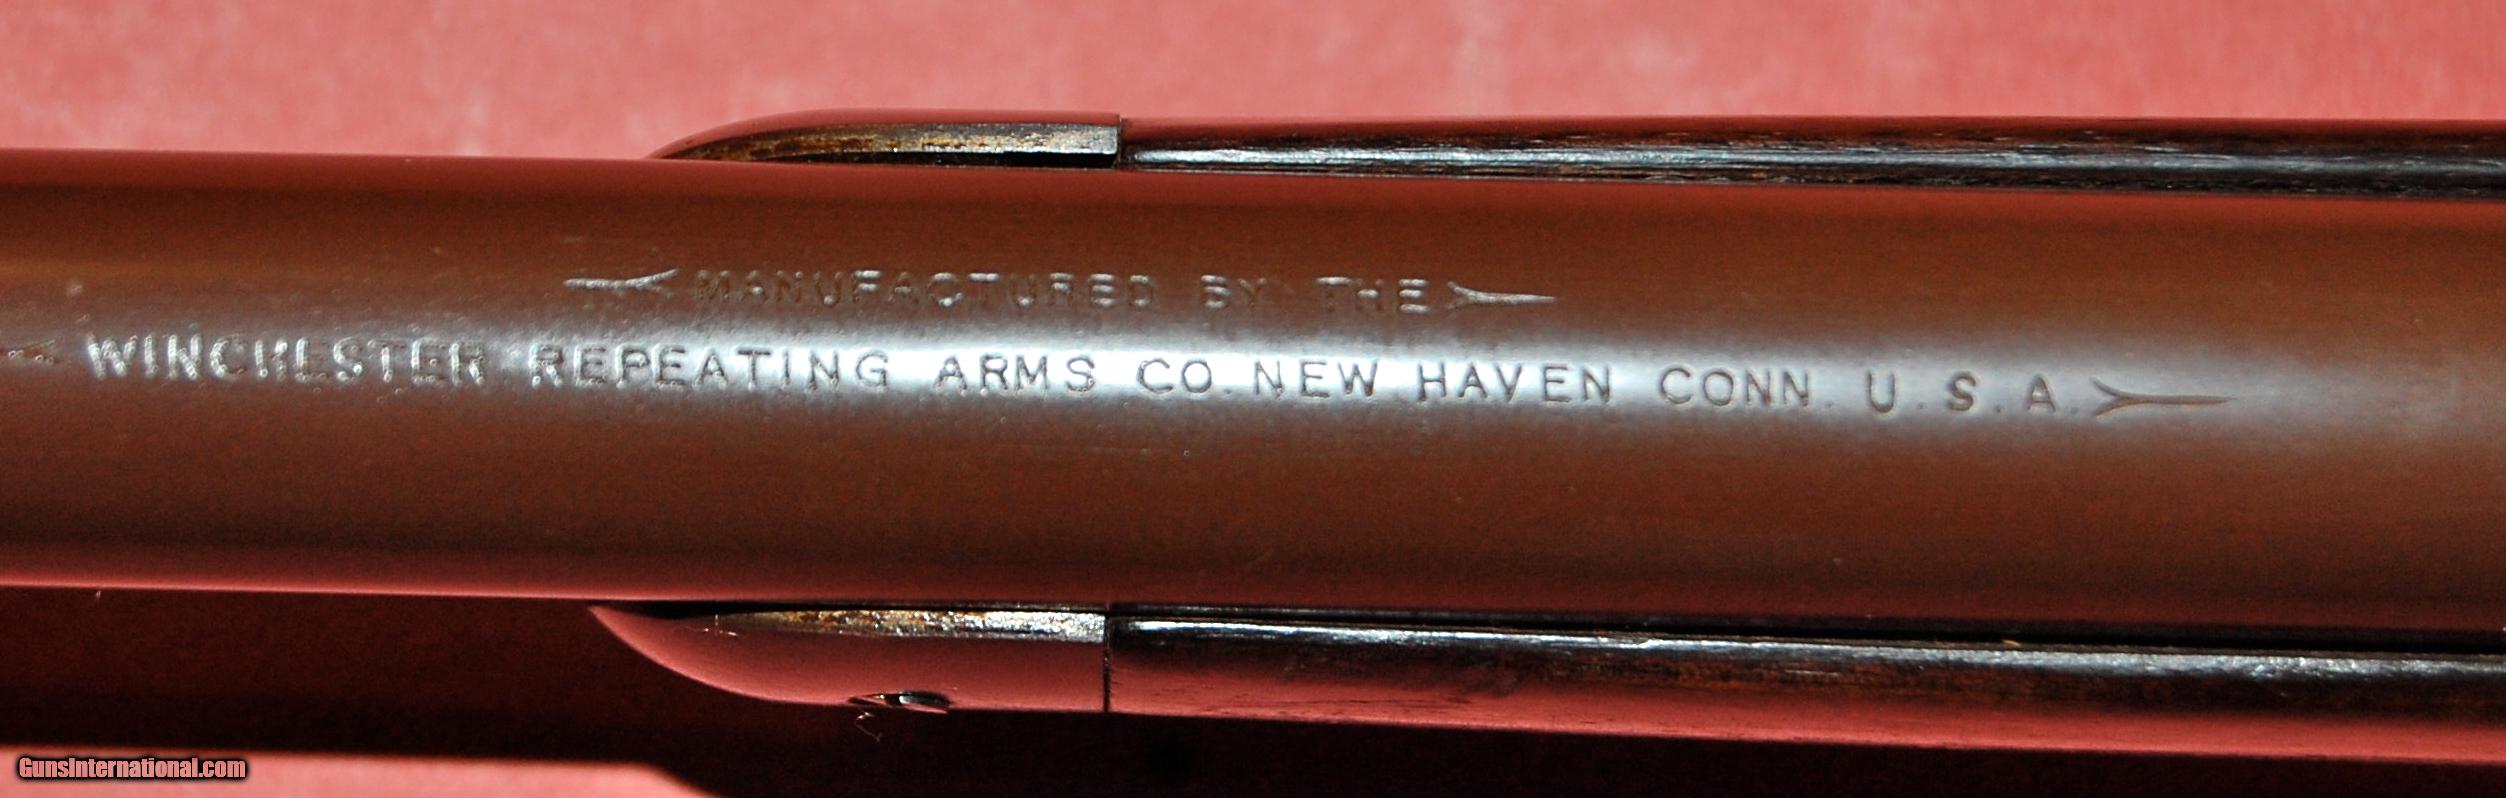 MANUFACTURED BY THE
WINCHESTER REPEATING ARMS CO. NEW HAVEN CONN. U.S.A.
GunsInternational.com